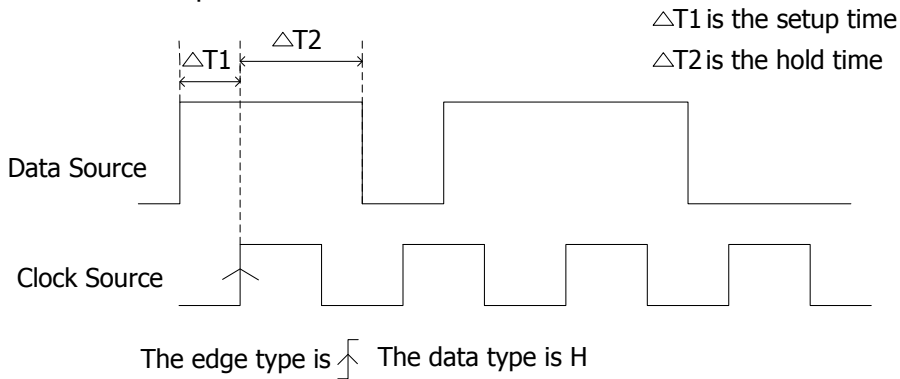 △T1 is the setup time
△T2 is the hold time
△T1
△T2
Data Source
Clock Source
The edge type is The data type is H